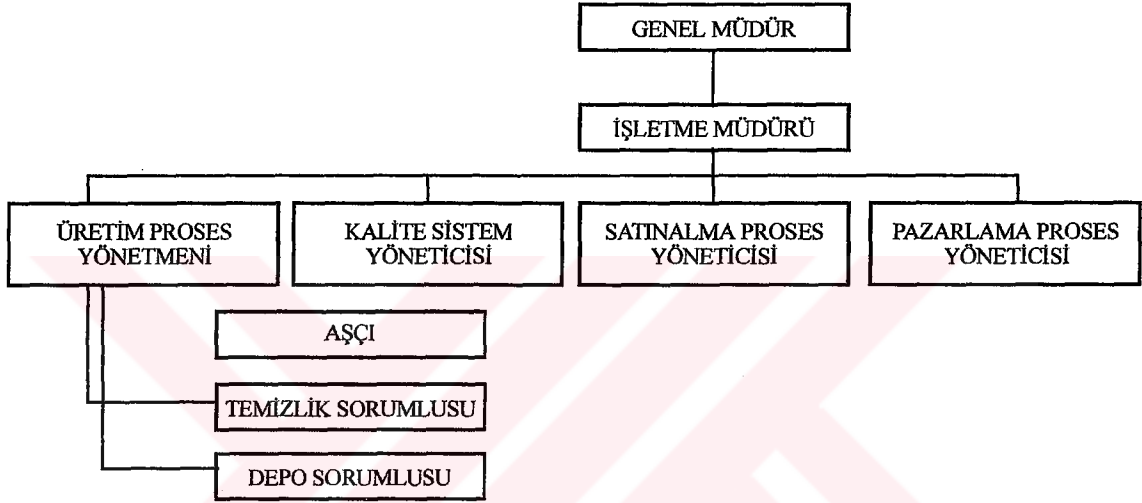 GENEL MÜDÜR
İŞLETME MÜDÜRÜ
ÜRETİM PROSES
YÖNETMENİ
KALİTE SİSTEM
YÖNETİCİSİ
SATINALMA PROSES
YÖNETİCİSİ
PAZARLAMA PROSES
YÖNETİCİSİ
AŞÇI
TEMİZLİK SORUMLUSU
DEPO SORUMLUSU